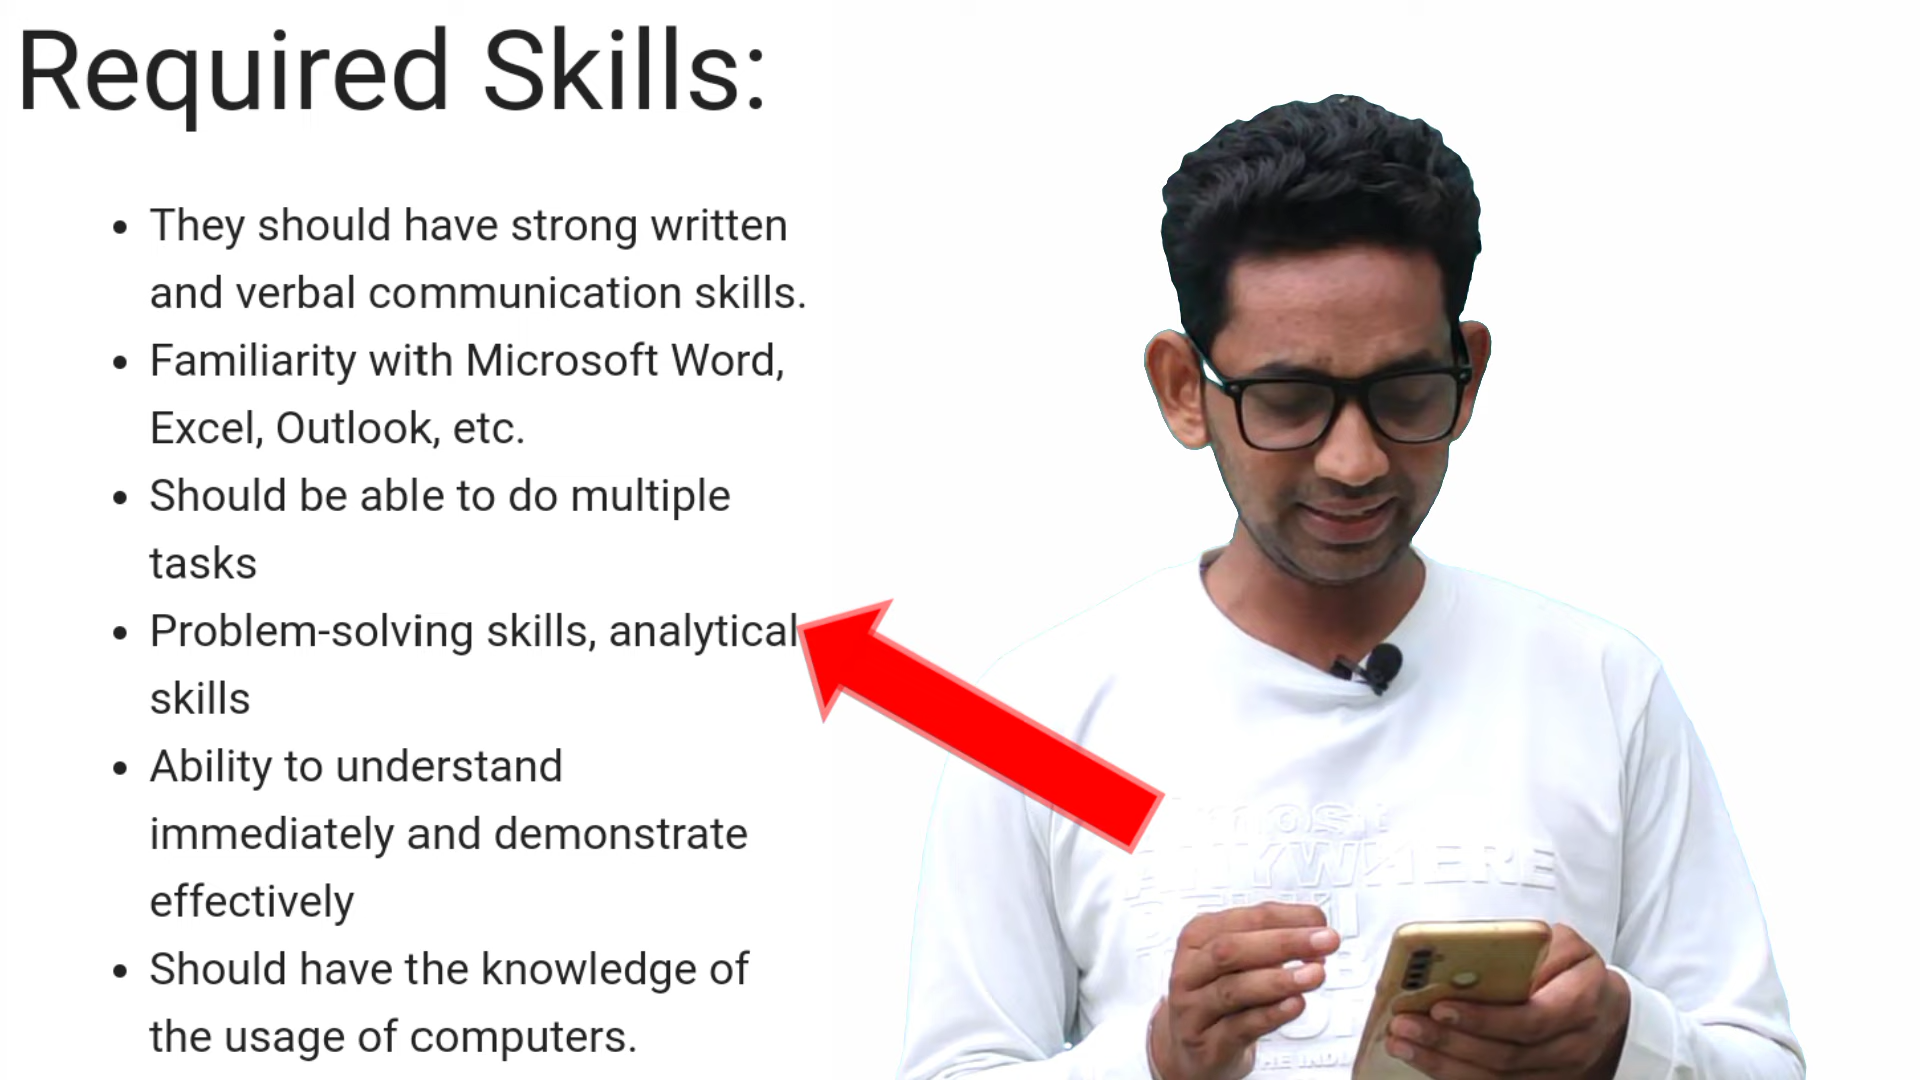 Required Skills:
• They should have strong written
and verbal communication skills.
• Familiarity with Microsoft Word,
Excel, Outlook, etc.
• Should be able to do multiple
tasks
• Problem-solving skills, analytical
skills
• Ability to understand
immediately and demonstrate
effectively
• Should have the knowledge of
the usage of computers.
ANYWHERE